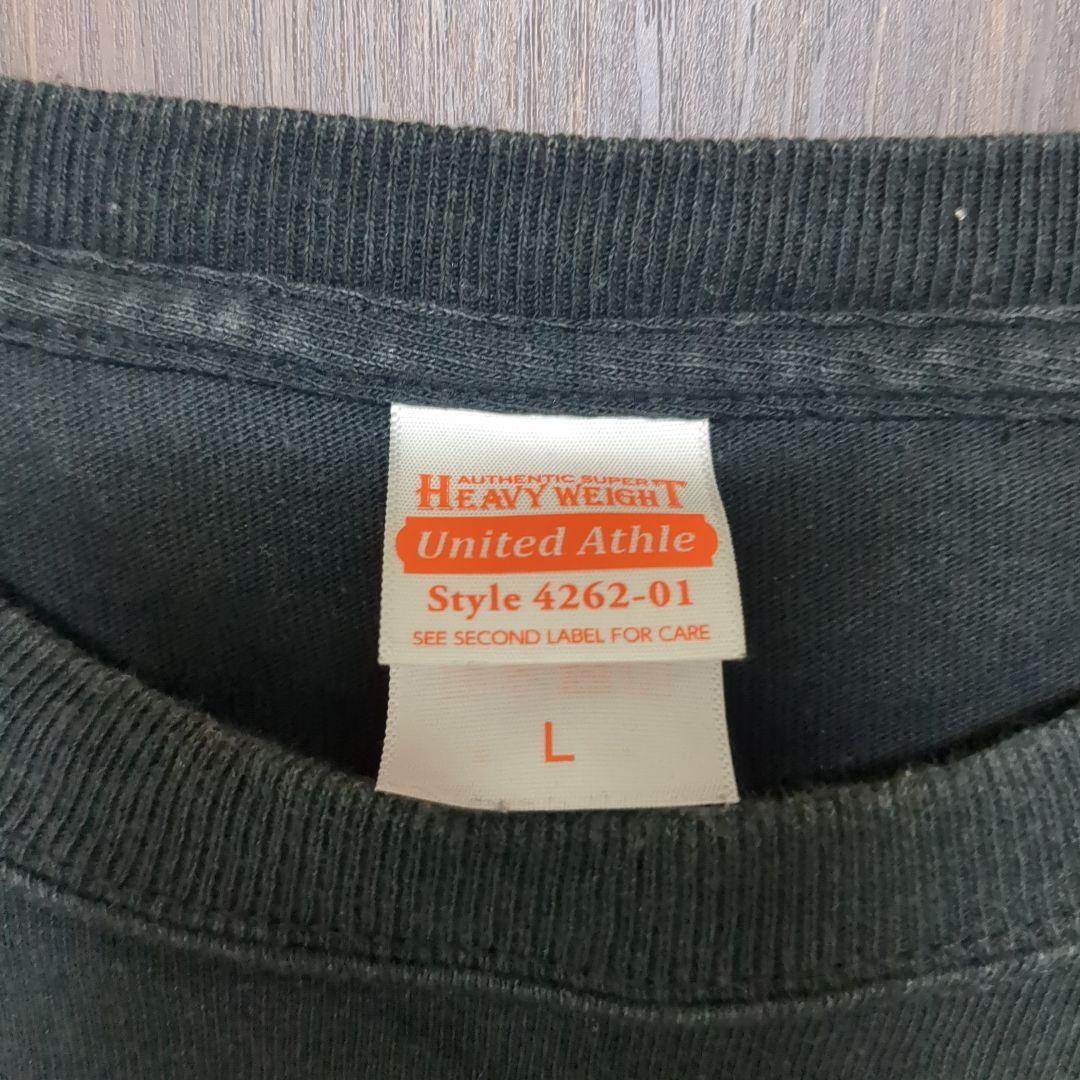 AUTHENTIC SUPER
HEAVY WEIGHT
United Athle
Style 4262-01
SEE SECOND LABEL FOR CARE
L